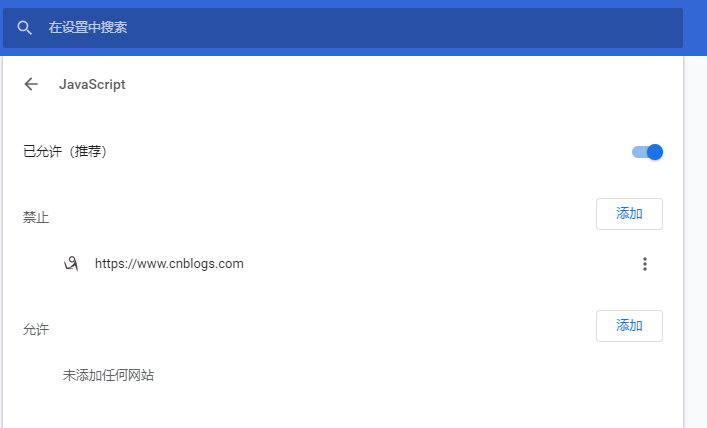 在设置中搜索
JavaScript
已允许（推荐）
禁止
添加
https://www.cnblogs.com
允许
添加
未添加任何网站